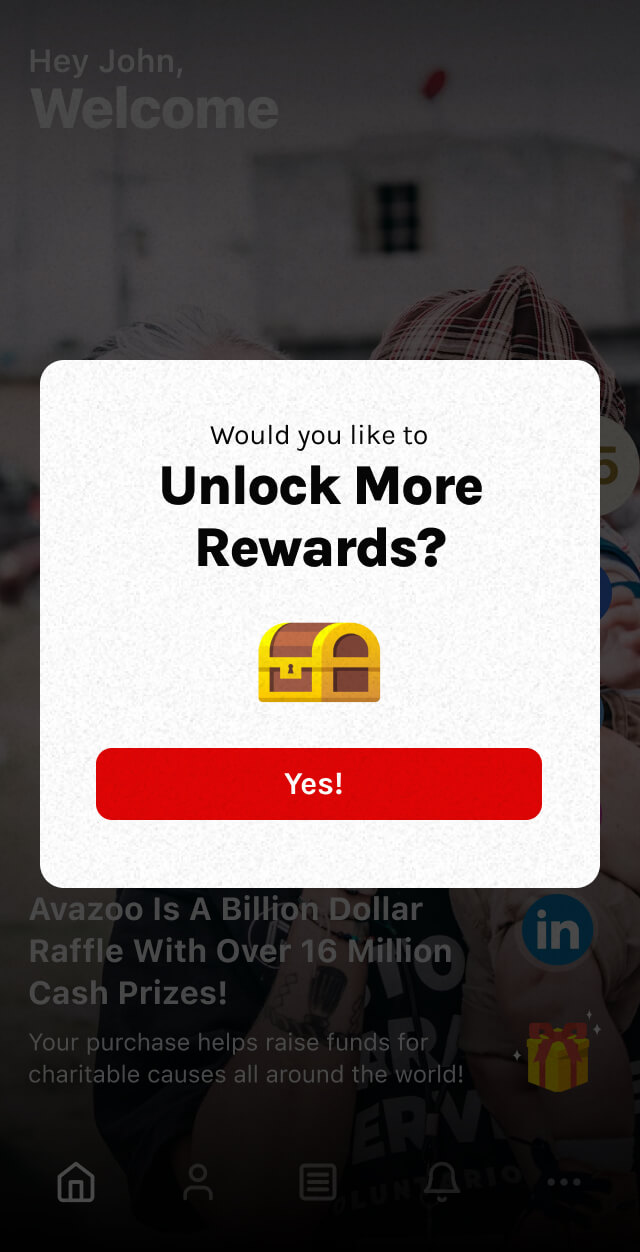 Hey John,
Welcome
Would you like to
Unlock More
Rewards?
5
Yes!
Avazoo Is A Billion Dollar
Raffle With Over 16 Million
Cash Prizes!
in
Your purchase helps raise funds for
charitable causes all around the world!